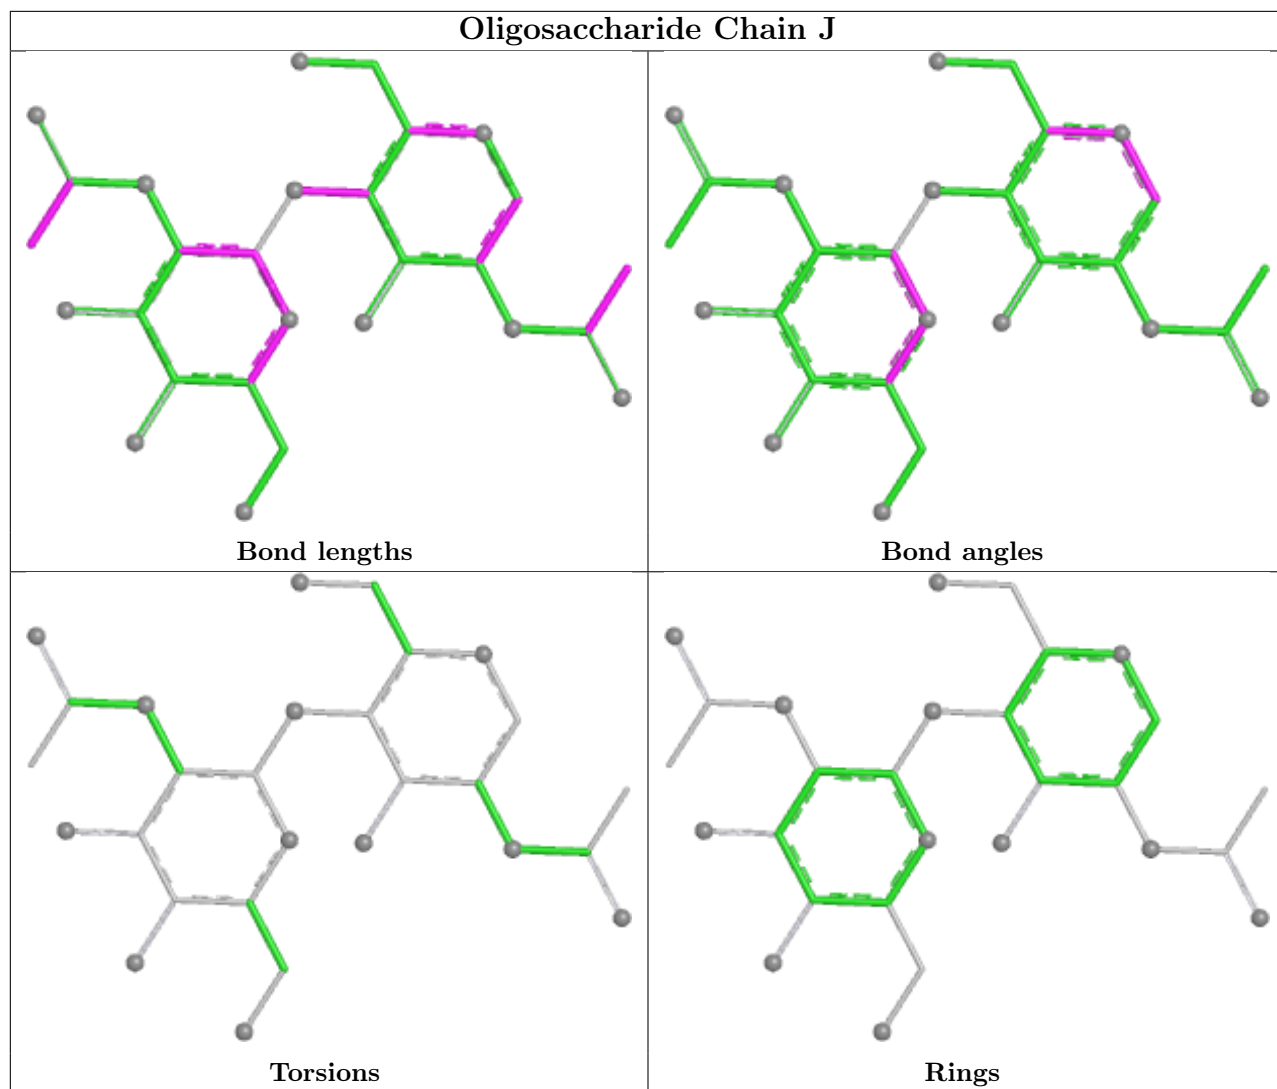 Oligosaccharide Chain J
Bond lengths
Bond angles
Torsions
Rings